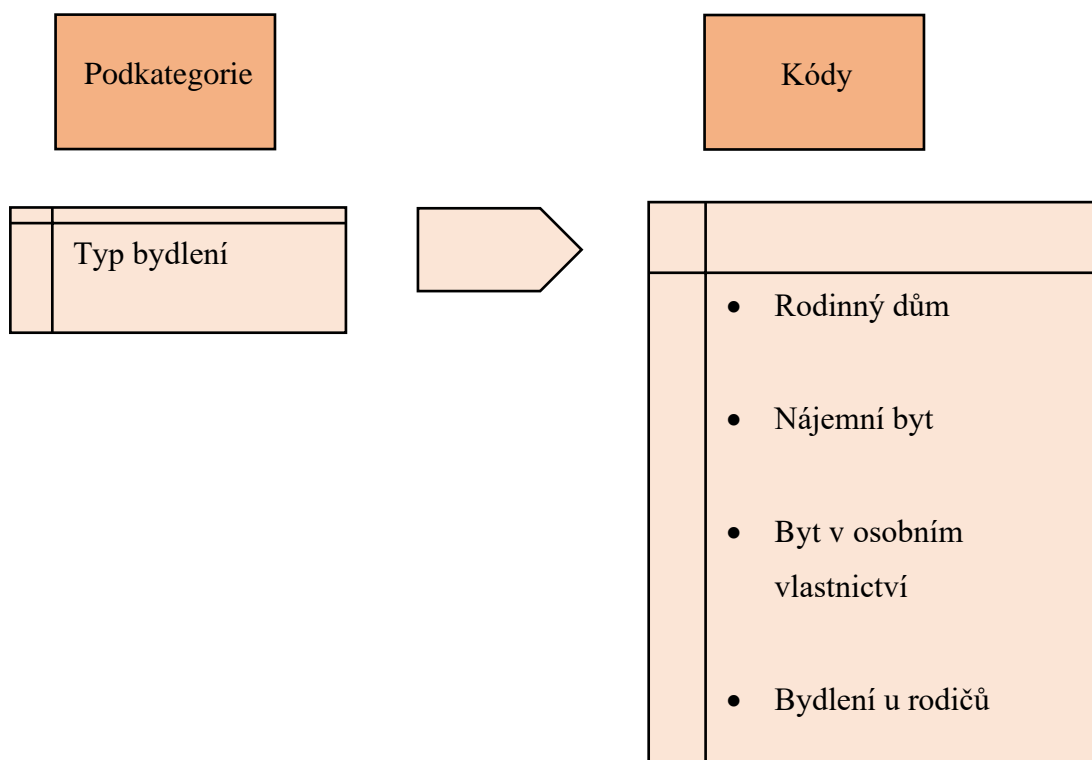 Podkategorie
Kódy
Typ bydlení
• Rodinný dům
• Nájemní byt
• Byt v osobním
vlastnictví
• Bydlení u rodičů